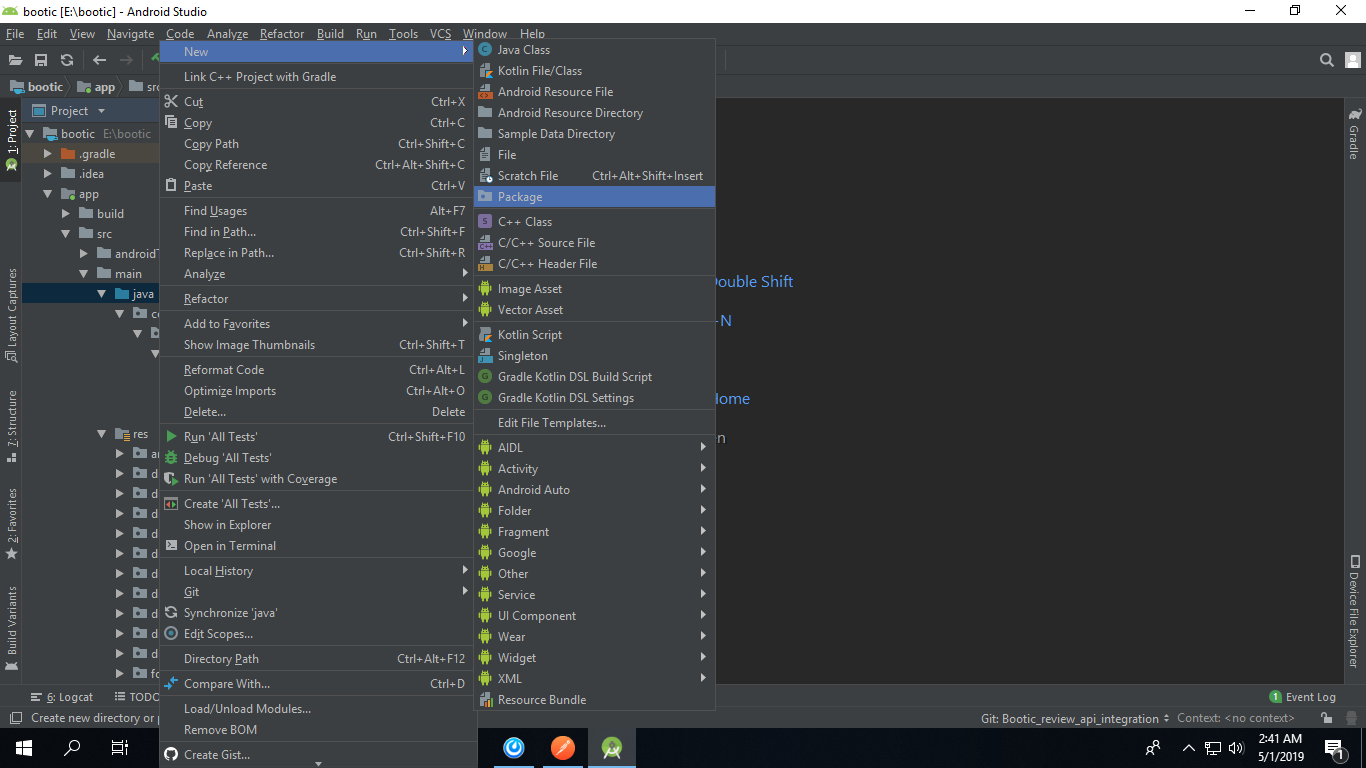 bootic [E:\bootic] - Android Studio
File Edit View Navigate Code Analyze Refactor Build Run Tools VCS Window Help
bootic app
Project
bootic E:\bootic
.gradle
.idea
app
build
src
main
java
res
1: Project
Layout Captures
7: Structure
2: Favorites
Build Variants
New
Link C++ Project with Gradle
Cut Ctrl+X
Copy Ctrl+C
Copy Path Ctrl+Shift+C
Copy Reference Ctrl+Alt+Shift+C
Paste Ctrl+V
Find Usages Alt+F7
Find in Path... Ctrl+Shift+F
Replace in Path... Ctrl+Shift+R
Analyze
Refactor
Add to Favorites
Show Image Thumbnails Ctrl+Shift+T
Reformat Code Ctrl+Alt+L
Optimize Imports Ctrl+Alt+O
Delete... Delete
Run 'All Tests' Ctrl+Shift+F10
Debug 'All Tests'
Run 'All Tests' with Coverage
Create 'All Tests'...
Show in Explorer
Open in Terminal
Local History
Git
Synchronize 'java'
Edit Scopes...
Directory Path Ctrl+Alt+F12
Compare With... Ctrl+D
Load/Unload Modules...
Remove BOM
Create Gist...
Java Class
Kotlin File/Class
Android Resource File
Android Resource Directory
Sample Data Directory
File
Scratch File Ctrl+Alt+Shift+Insert
Package
C++ Class
C/C++ Source File
C/C++ Header File
Image Asset
Vector Asset
Kotlin Script
Singleton
Gradle Kotlin DSL Build Script
Gradle Kotlin DSL Settings
Edit File Templates...
AIDL
Activity
Android Auto
Folder
Fragment
Google
Other
Service
UI Component
Wear
Widget
XML
Resource Bundle
Double Shift
N
Home
Gradle
Device File Explorer
6: Logcat TODO
1 Event Log
Create new directory or
Git: Bootic_review_api_integration Context: <no context>
2:41 AM
5/1/2019
1